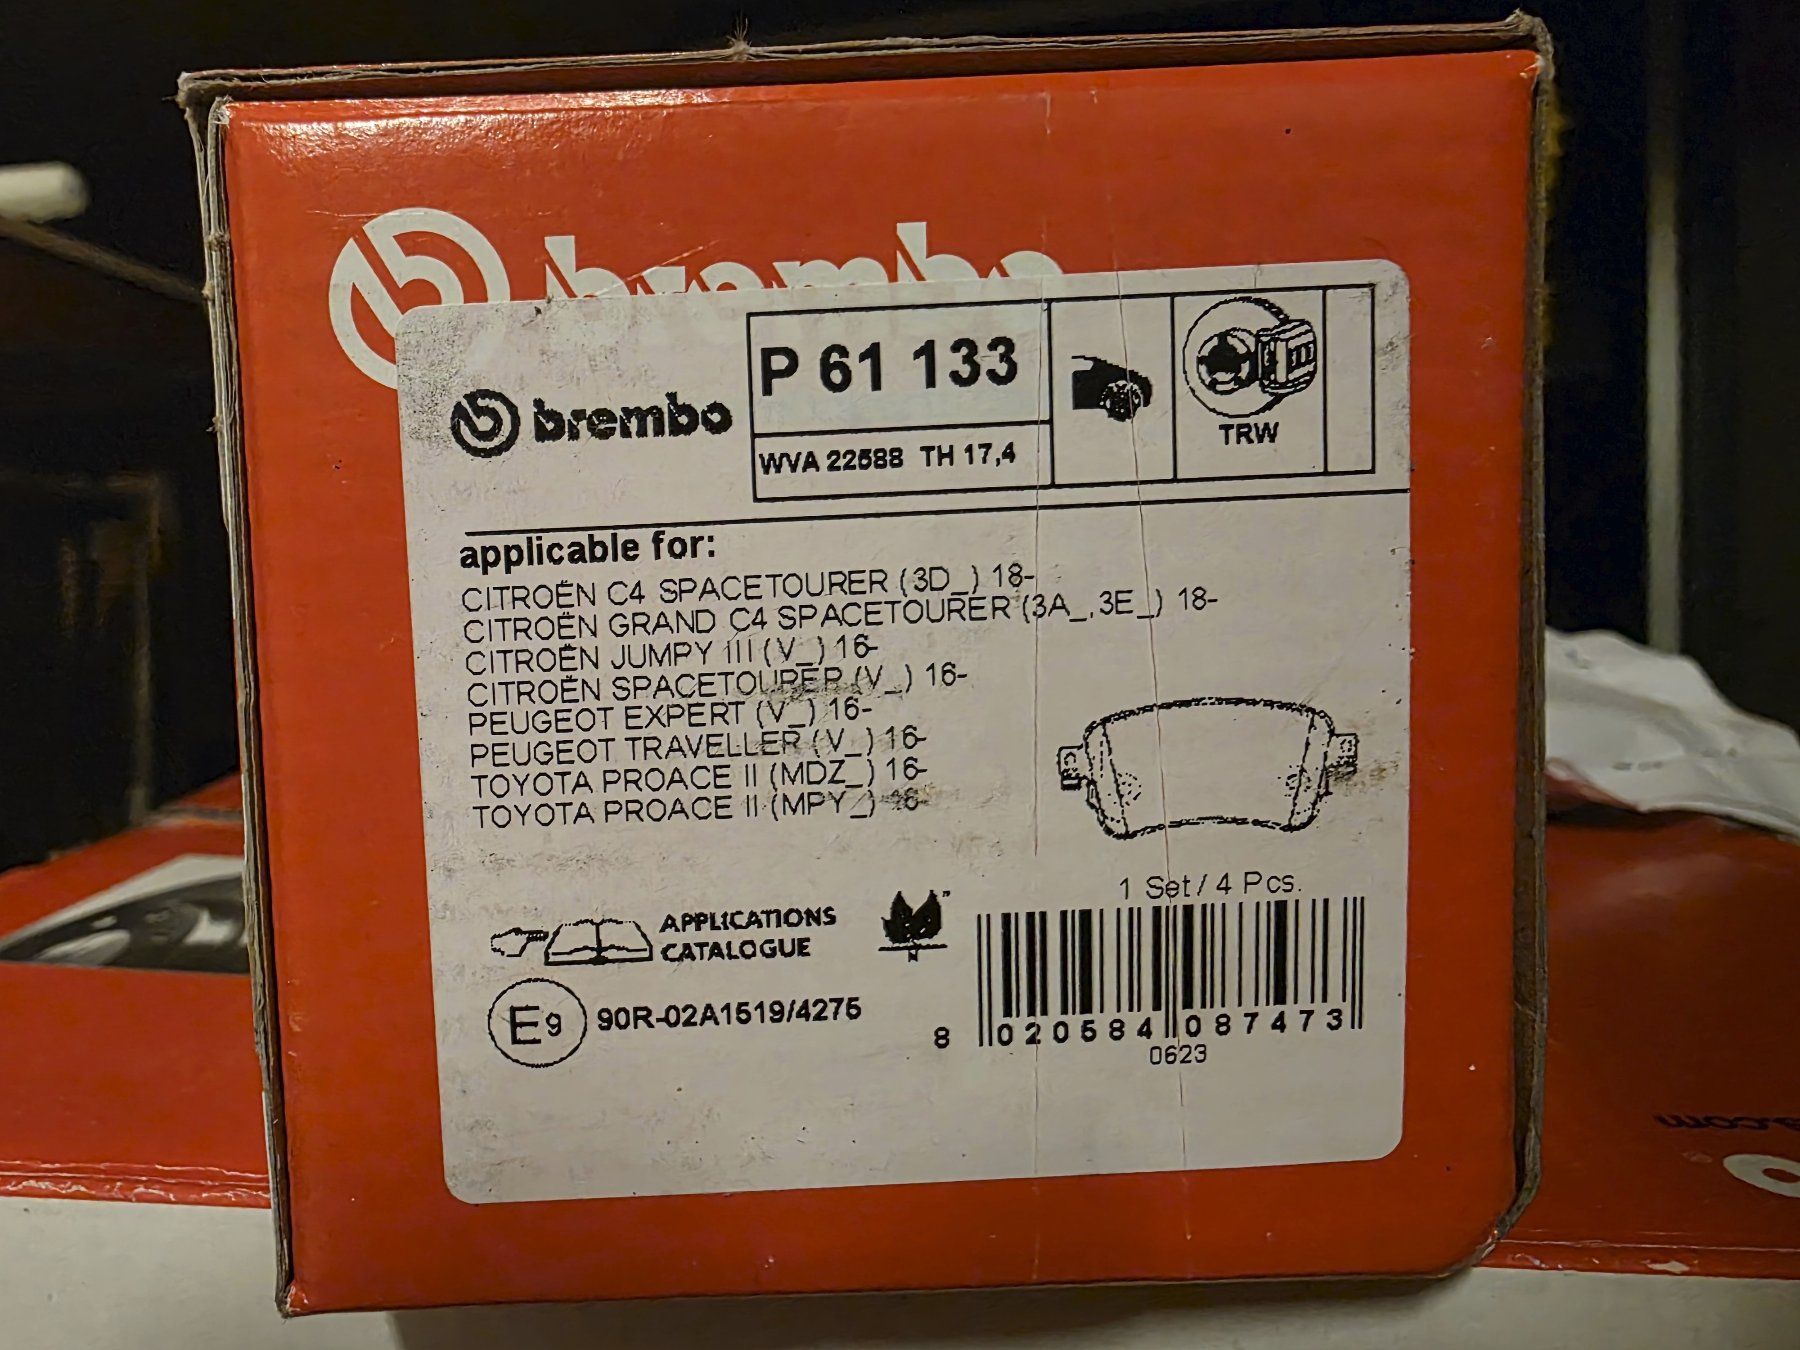 brembo
brembo
P 61 133
WVA 22588 TH 17,4
TRW
applicable for:
CITROËN C4 SPACETOURER (3D_) 18-
CITROËN GRAND C4 SPACETOURER (3A_,3E_) 18-
CITROËN JUMPY III (V_) 16-
CITROËN SPACETOURER (V_) 16-
PEUGEOT EXPERT (V_) 16-
PEUGEOT TRAVELLER (V_) 16-
TOYOTA PROACE II (MDZ_) 16-
TOYOTA PROACE II (MPY_) 16-
1 Set / 4 Pcs.
APPLICATIONS
CATALOGUE
E9 90R-02A1519/4275
8 020584 087473
0623